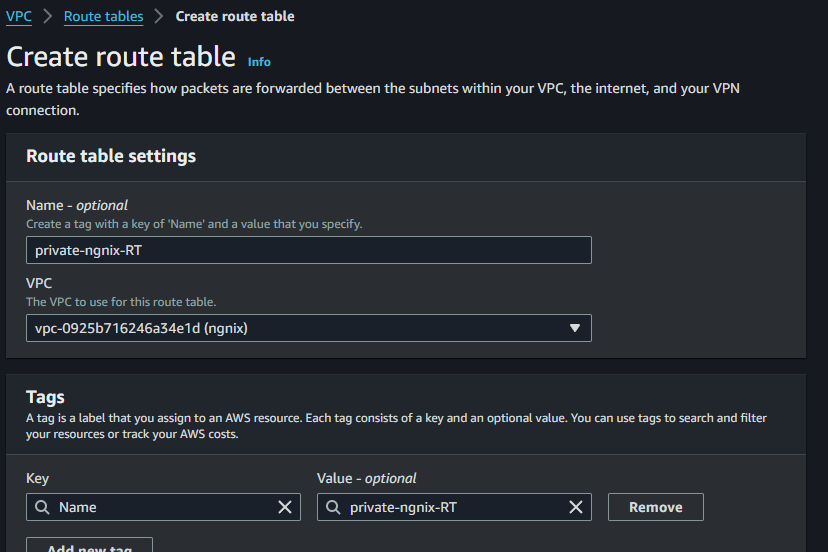 VPC > Route tables > Create route table
Create route table Info
A route table specifies how packets are forwarded between the subnets within your VPC, the internet, and your VPN
connection.
Route table settings
Name - optional
Create a tag with a key of 'Name' and a value that you specify.
private-ngnix-RT
VPC
The VPC to use for this route table.
vpc-0925b716246a34e1d (ngnix)
Tags
A tag is a label that you assign to an AWS resource. Each tag consists of a key and an optional value. You can use tags to search and filter
your resources or track your AWS costs.
Key Value - optional
Name private-ngnix-RT Remove
Add new tag